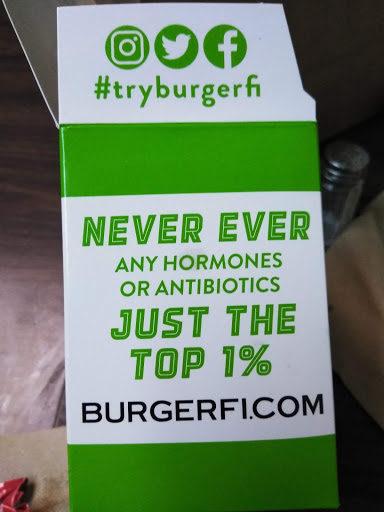 #tryburgerfi
NEVER EVER
ANY HORMONES
OR ANTIBIOTICS
JUST THE
TOP 1%
BURGERFI.COM